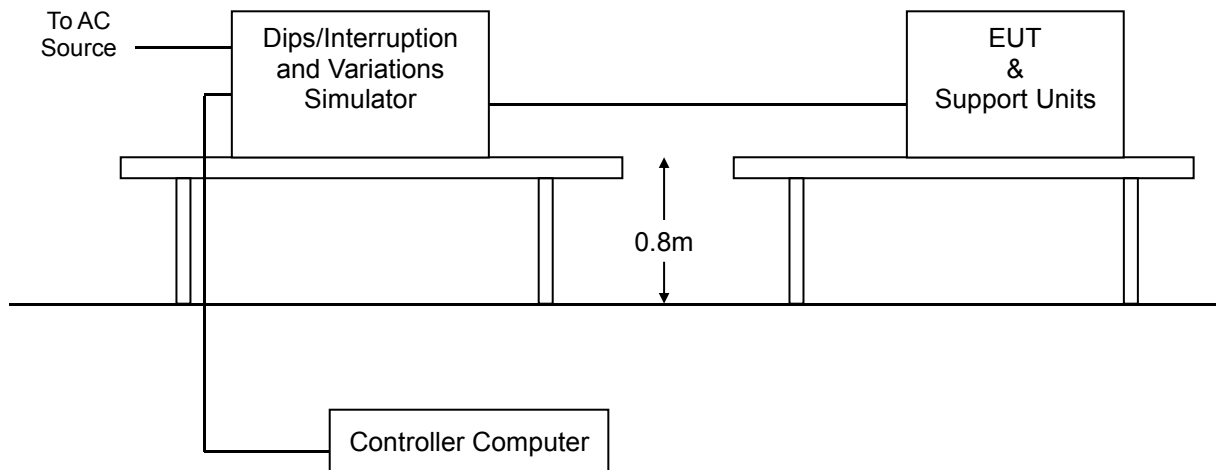 To AC
Source
Dips/Interruption
and Variations
Simulator
EUT
&
Support Units
0.8m
Controller Computer